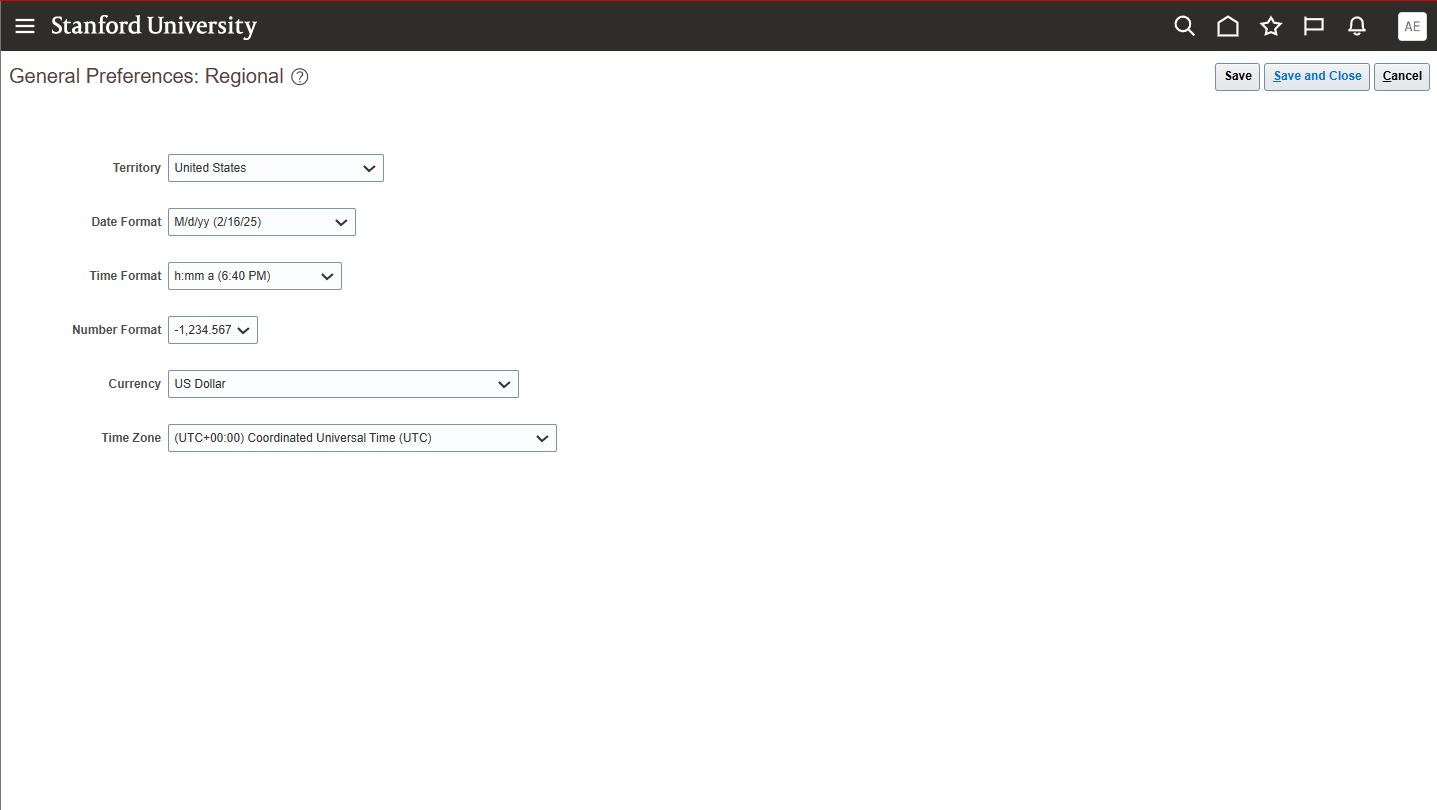 Stanford University
AE
General Preferences: Regional
Save
Save and Close
Cancel
Territory United States
Date Format M/d/yy (2/16/25)
Time Format h:mm a (6:40 PM)
Number Format -1,234.567
Currency US Dollar
Time Zone (UTC+00:00) Coordinated Universal Time (UTC)